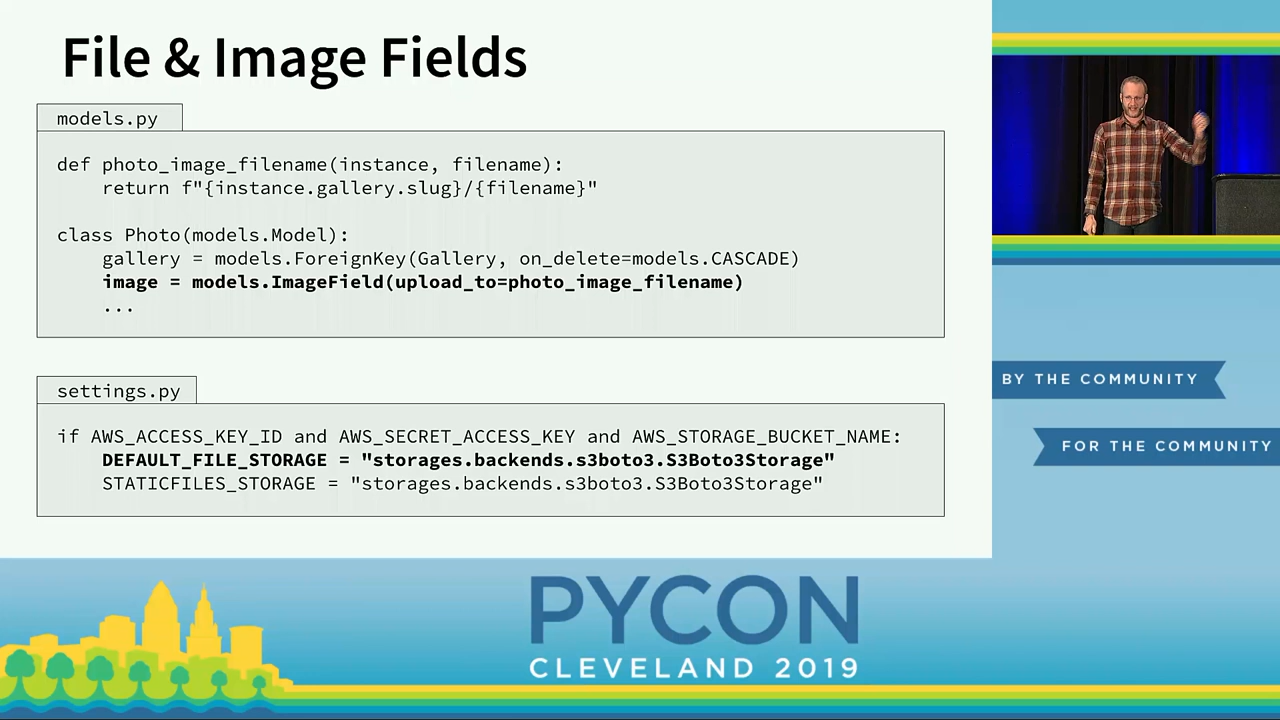 File & Image Fields
models.py
def photo_image_filename(instance, filename):
    return f"{instance.gallery.slug}/{filename}"
class Photo(models.Model):
    gallery = models.ForeignKey(Gallery, on_delete=models.CASCADE)
    image = models.ImageField(upload_to=photo_image_filename)
    ...
settings.py
if AWS_ACCESS_KEY_ID and AWS_SECRET_ACCESS_KEY and AWS_STORAGE_BUCKET_NAME:
    DEFAULT_FILE_STORAGE = "storages.backends.s3boto3.S3Boto3Storage"
    STATICFILES_STORAGE = "storages.backends.s3boto3.S3Boto3Storage"
BY THE COMMUNITY
FOR THE COMMUNITY
PYCON
CLEVELAND 2019